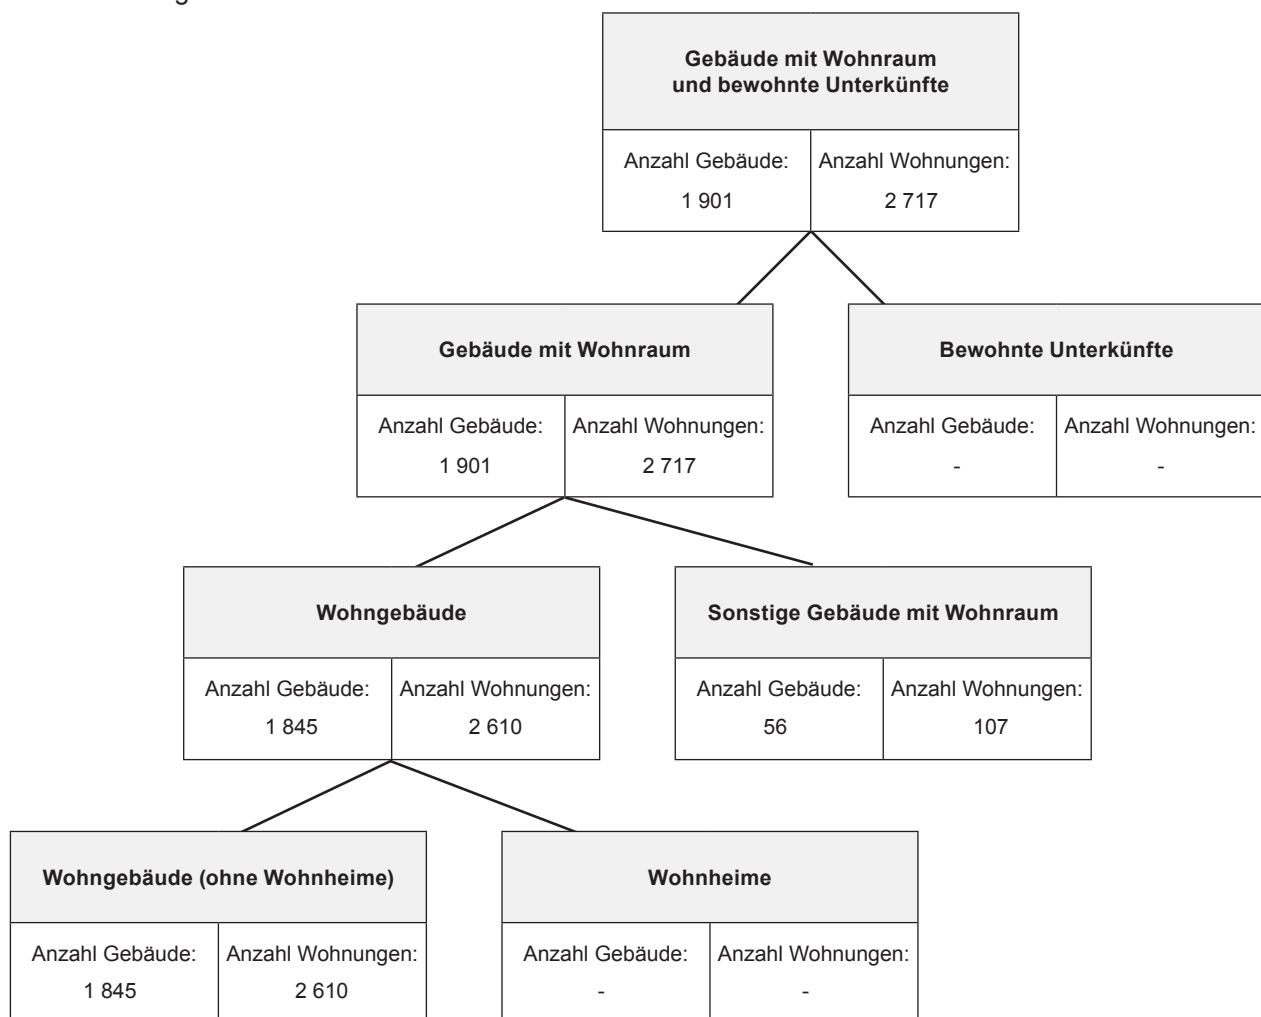 Gebäude mit Wohnraum
und bewohnte Unterkünfte
Anzahl Gebäude: Anzahl Wohnungen:
1 901 2 717
Gebäude mit Wohnraum Bewohnte Unterkünfte
Anzahl Gebäude: Anzahl Wohnungen: Anzahl Gebäude: Anzahl Wohnungen:
1 901 2 717 - -
Wohngebäude Sonstige Gebäude mit Wohnraum
Anzahl Gebäude: Anzahl Wohnungen: Anzahl Gebäude: Anzahl Wohnungen:
1 845 2 610 56 107
Wohngebäude (ohne Wohnheime) Wohnheime
Anzahl Gebäude: Anzahl Wohnungen: Anzahl Gebäude: Anzahl Wohnungen:
1 845 2 610 - -